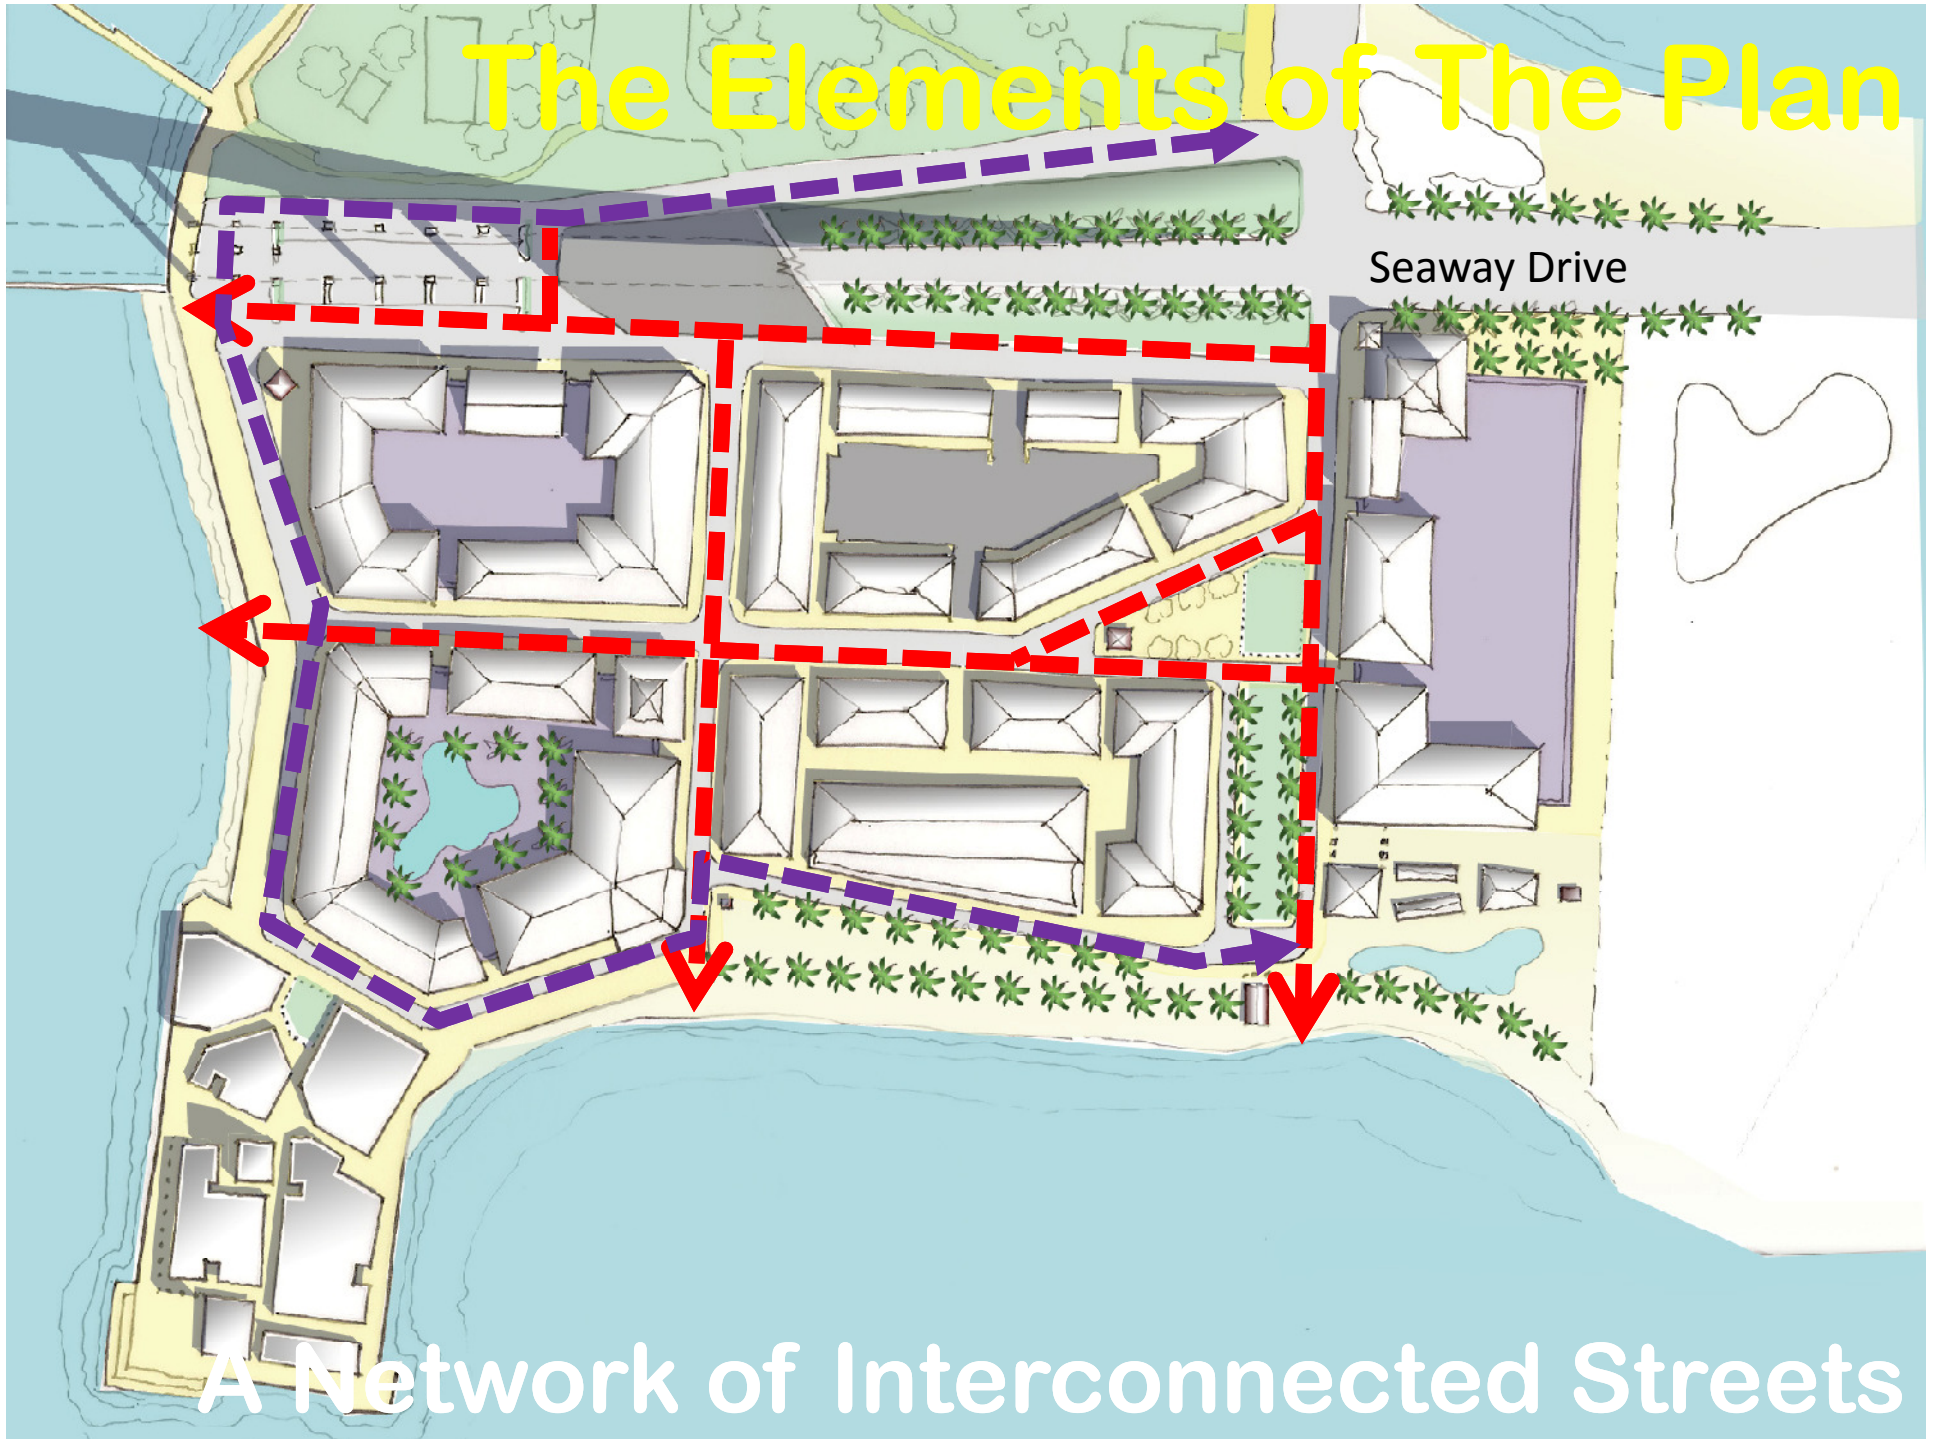 The Elements of The Plan
Seaway Drive
A Network of Interconnected Streets